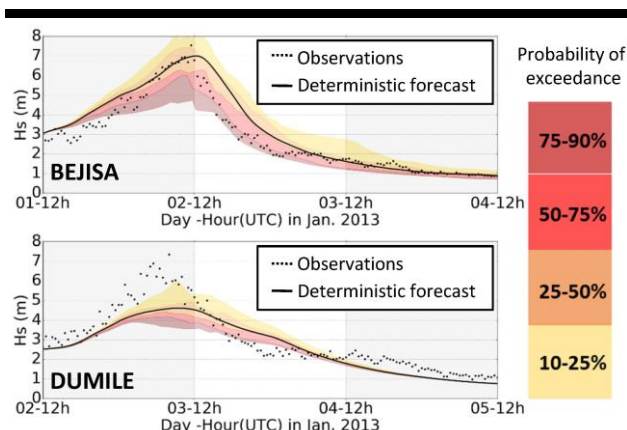 8
7
6
5
4
3
2
1
0
Hs (m)
Observations
Deterministic forecast
BEJISA
01-12h 02-12h 03-12h 04-12h
Day -Hour(UTC) in Jan. 2013
8
7
6
5
4
3
2
1
0
Hs (m)
Observations
Deterministic forecast
DUMILE
02-12h 03-12h 04-12h 05-12h
Day -Hour(UTC) in Jan. 2013
Probability of
exceedance
75-90%
50-75%
25-50%
10-25%